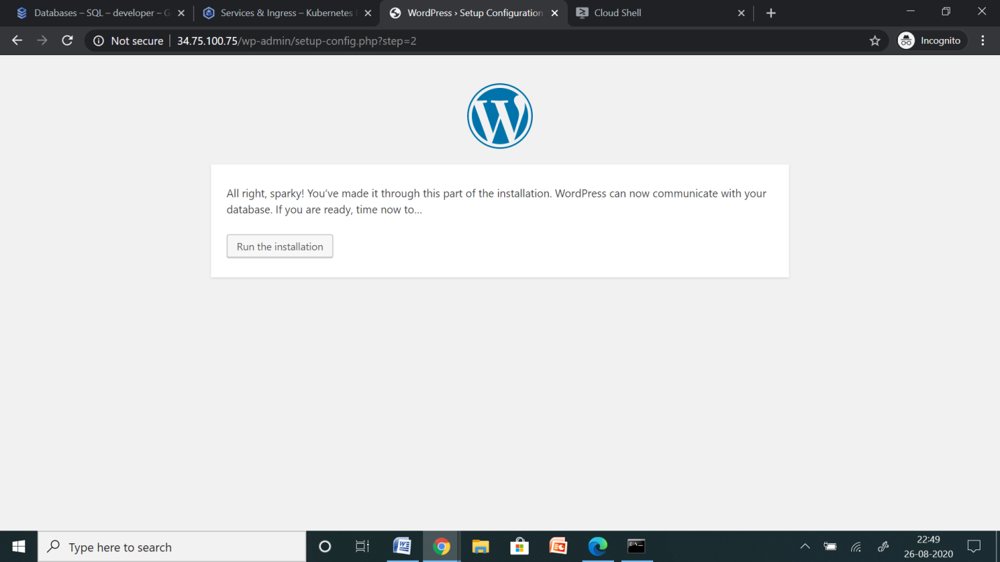 Databases – SQL – developer – G
Services & Ingress – Kubernetes
WordPress › Setup Configuration
Cloud Shell
Not secure
34.75.100.75/wp-admin/setup-config.php?step=2
Incognito
All right, sparky! You’ve made it through this part of the installation. WordPress can now communicate with your
database. If you are ready, time now to…
Run the installation
Type here to search
22:49
26-08-2020